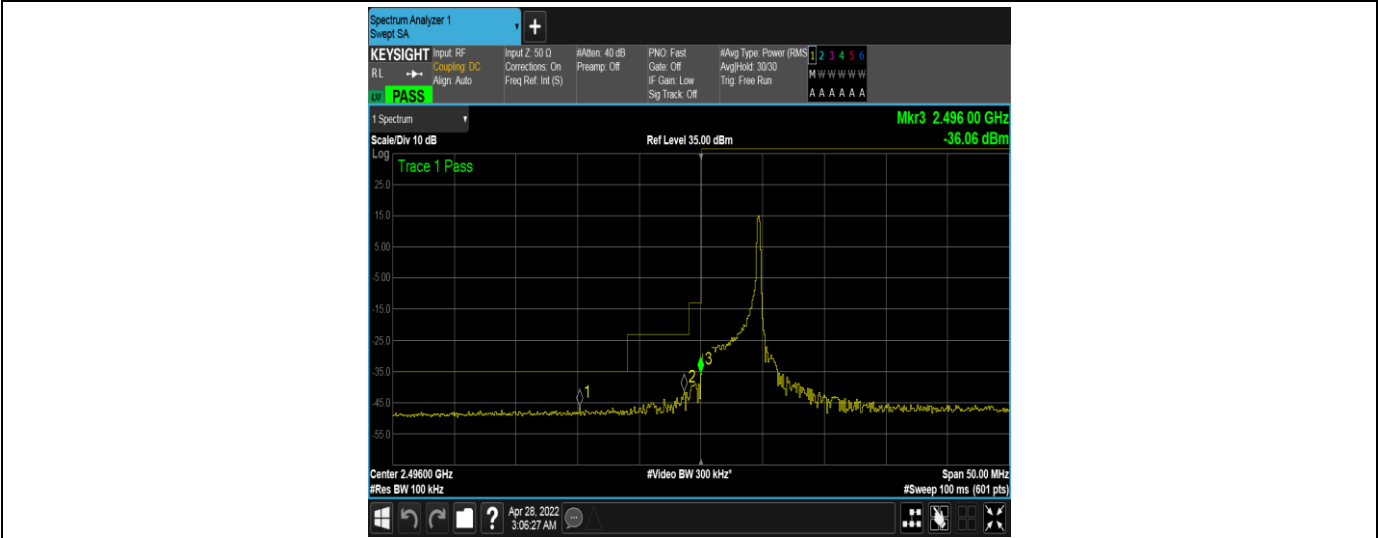 Spectrum Analyzer 1
Swept SA
+
KEYSIGHT
RL
PASS
Input: RF
Coupling: DC
Align: Auto
Input Z: 50 Ω
Corrections: On
Freq Ref: Int (S)
#Atten: 40 dB
Preamp: Off
PNO: Fast
Gate: Off
IF Gain: Low
Sig Track: Off
#Avg Type: Power (RMS
Avg|Hold: 30/30
Trig: Free Run
1 2 3 4 5 6
M W W W W W
A A A A A A
1 Spectrum
Mkr3 2.496 00 GHz
Scale/Div 10 dB
Ref Level 35.00 dBm
-36.06 dBm
Log
Trace 1 Pass
25.0
15.0
5.00
-5.00
-15.0
-25.0
-35.0
-45.0
-55.0
1
2
3
Center 2.49600 GHz
#Video BW 300 kHz*
Span 50.00 MHz
#Res BW 100 kHz
#Sweep 100 ms (601 pts)
?
Apr 28, 2022
3:06:27 AM